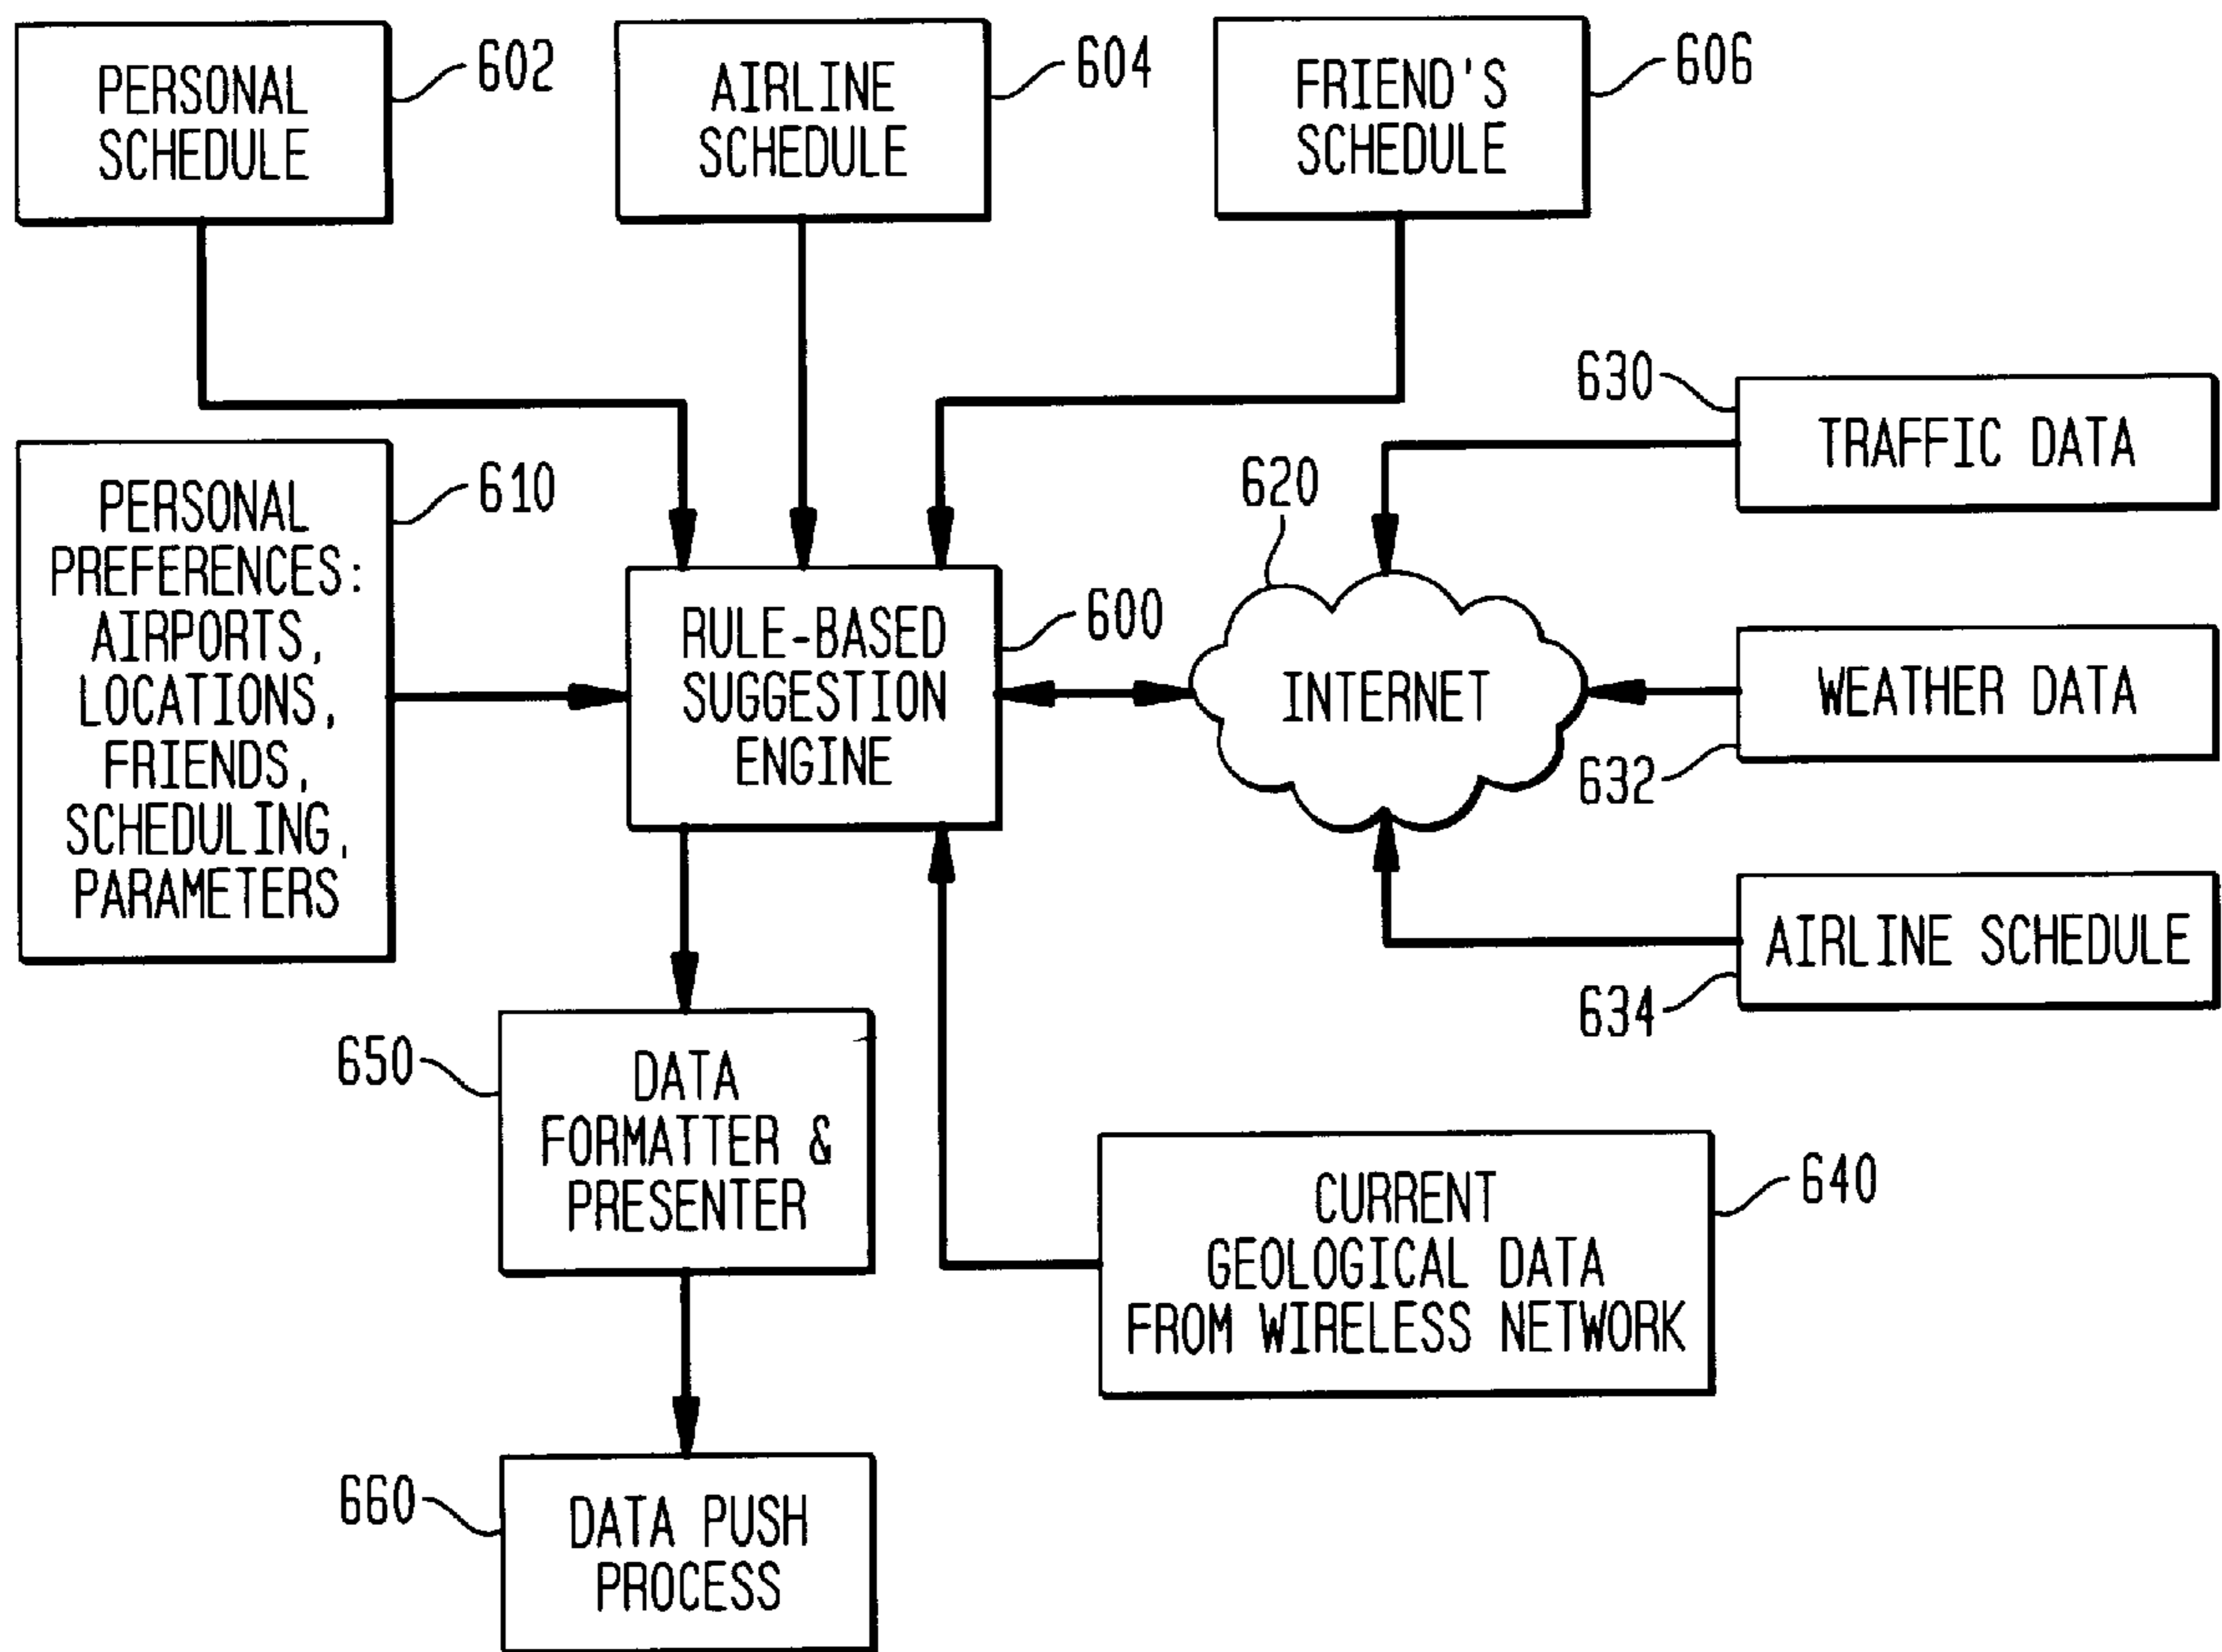 PERSONAL
SCHEDULE
602
AIRLINE
SCHEDULE
604
FRIEND'S
SCHEDULE
606
630
TRAFFIC DATA
PERSONAL
PREFERENCES:
AIRPORTS,
LOCATIONS,
FRIENDS,
SCHEDULING,
PARAMETERS
610
RULE-BASED
SUGGESTION
ENGINE
600
620
INTERNET
WEATHER DATA
632
AIRLINE SCHEDULE
634
650
DATA
FORMATTER &
PRESENTER
CURRENT
GEOLOGICAL DATA
FROM WIRELESS NETWORK
640
660
DATA PUSH
PROCESS